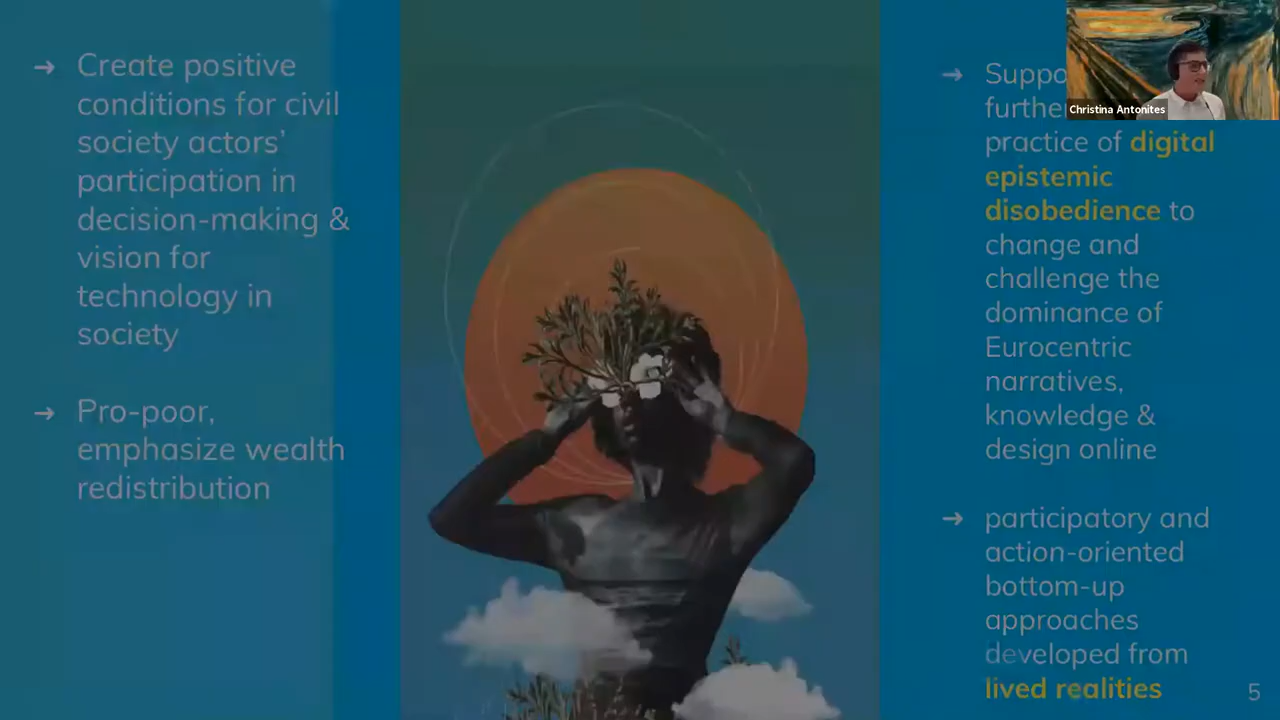 → Create positive
conditions for civil
society actors’
participation in
decision-making &
vision for
technology in
society
→ Pro-poor,
emphasize wealth
redistribution
→
practice of digital
epistemic
disobedience to
change and
challenge the
dominance of
Eurocentric
narratives,
knowledge &
design online
→ participatory and
action-oriented
bottom-up
approaches
developed from
lived realities
Christina Antonites
5